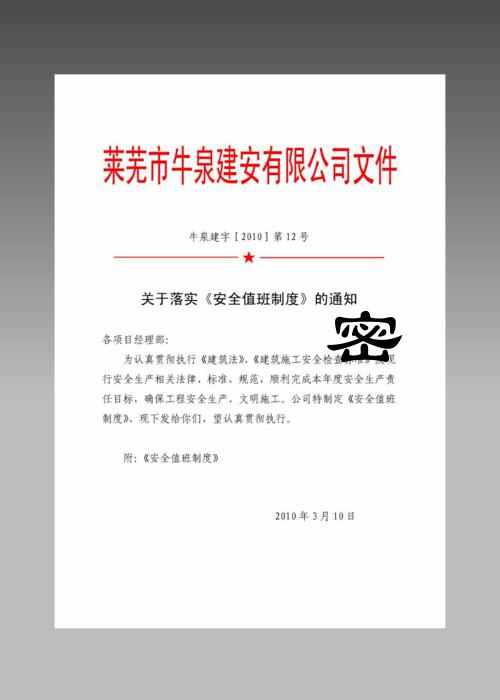 莱芜市牛泉建安有限公司文件
牛泉建字［2010］第12号
关于落实《安全值班制度》的通知
密
各项目经理部：
为认真贯彻执行《建筑法》、《建筑施工安全检查标准》及现
行安全生产相关法律、标准、规范，顺利完成本年度安全生产责
任目标，确保工程安全生产、文明施工。公司特制定《安全值班
制度》、现下发给你们，望认真贯彻执行。
附：《安全值班制度》
2010年3月10日